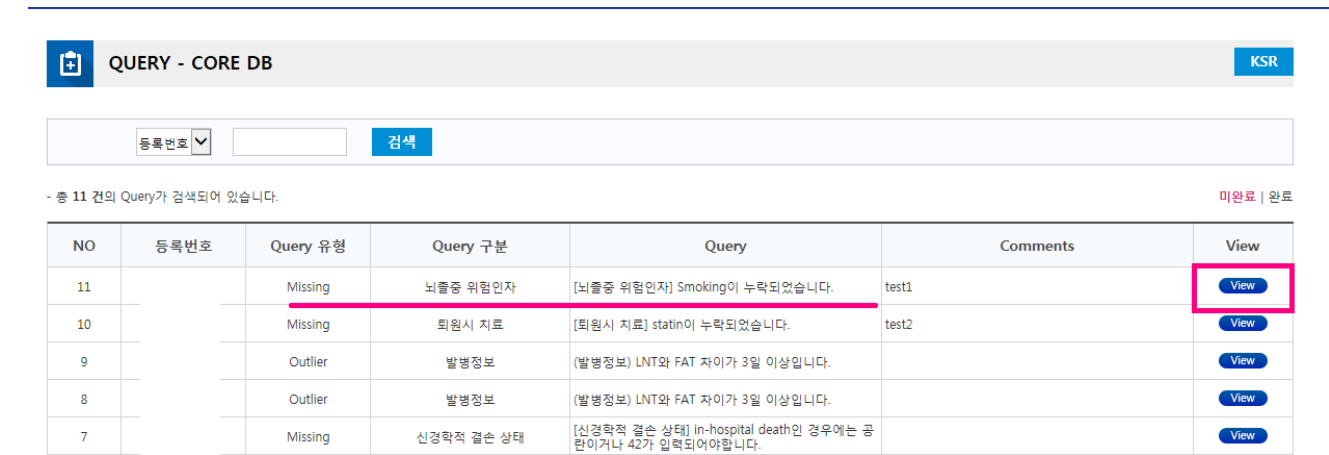 QUERY - CORE DB
KSR
등록번호
검색
- 총 11 건의 Query가 검색되어 있습니다.
미완료 | 완료
NO 등록번호 Query 유형 Query 구분 Query Comments View
11 Missing 뇌졸중 위험인자 [뇌졸중 위험인자] Smoking이 누락되었습니다. test1 View
10 Missing 퇴원시 치료 [퇴원시 치료] statin이 누락되었습니다. test2 View
9 Outlier 발병정보 (발병정보) LNT와 FAT 차이가 3일 이상입니다. View
8 Outlier 발병정보 (발병정보) LNT와 FAT 차이가 3일 이상입니다. View
7 Missing 신경학적 결손 상태 [신경학적 결손 상태] in-hospital death인 경우에는 공
란이거나 42가 입력되어야합니다. View